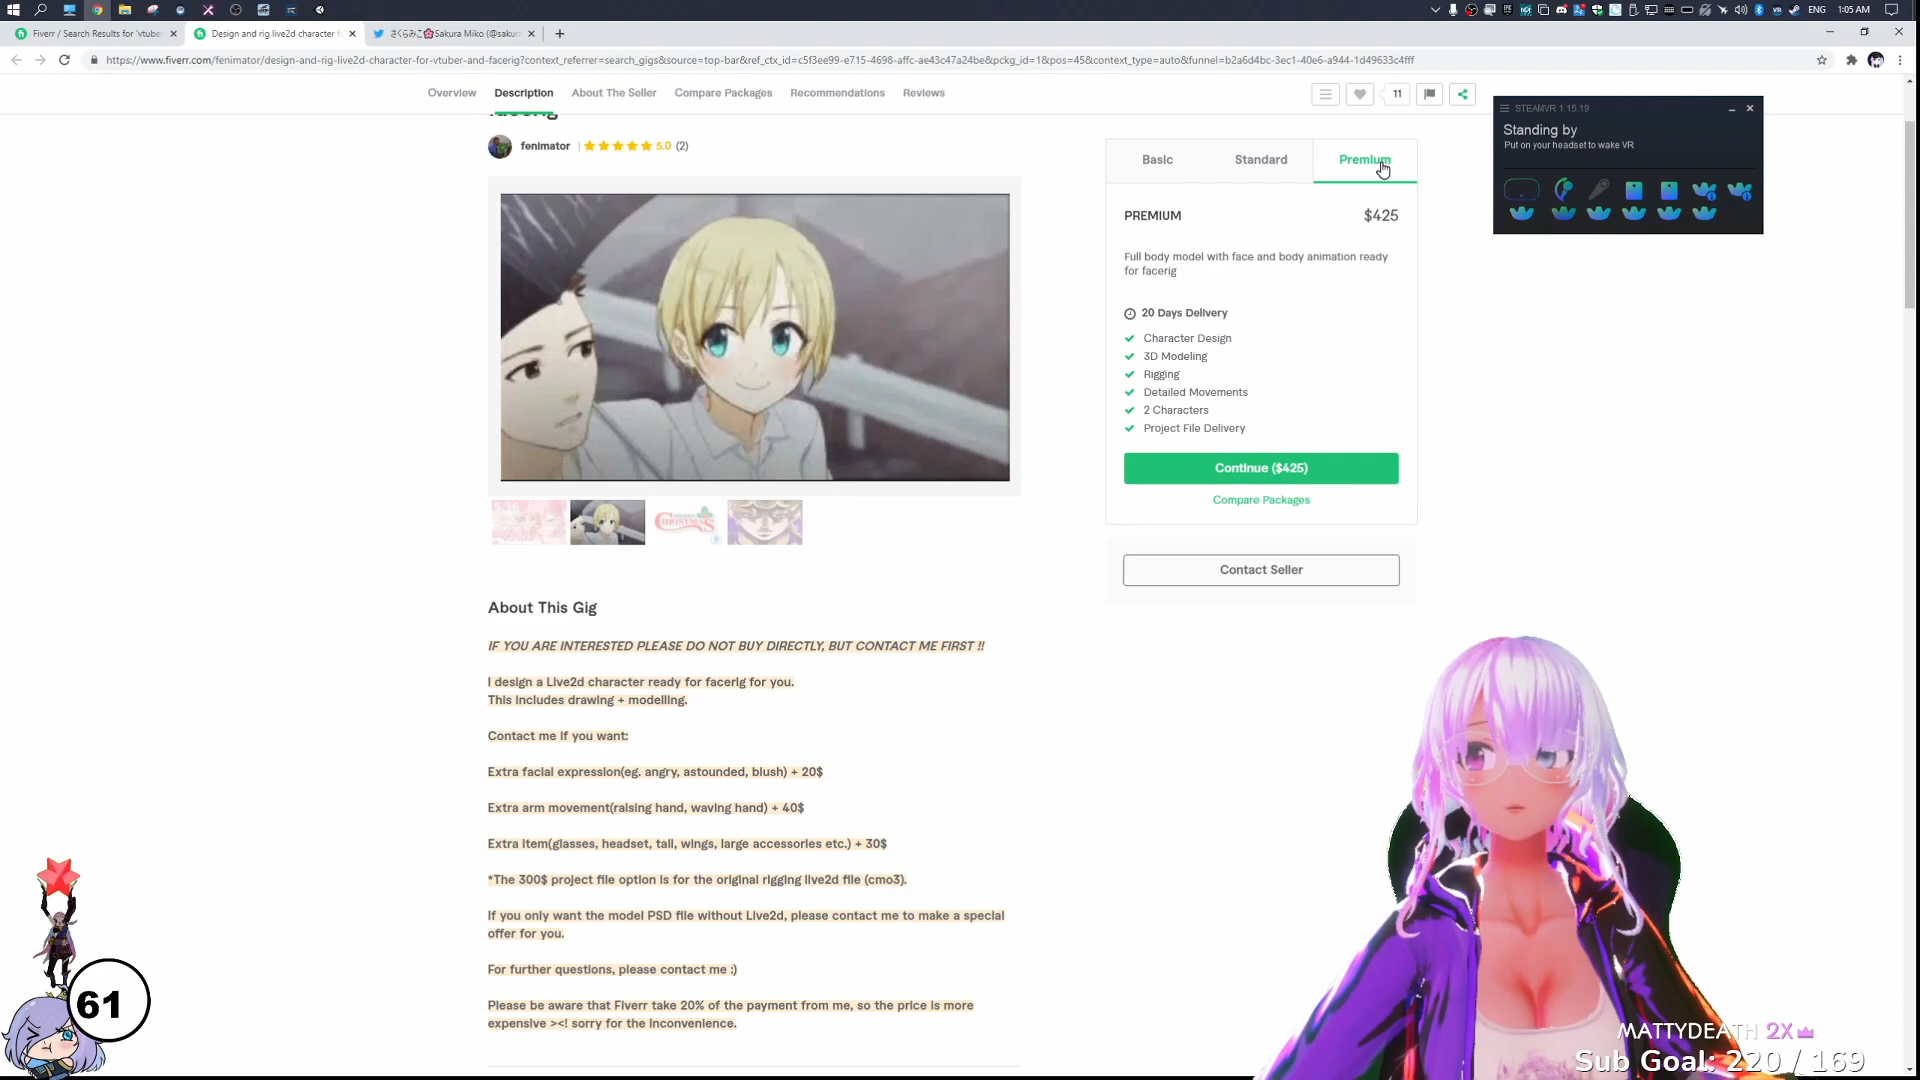 ENG
1:05 AM
Fiverr / Search Results for 'vtuber
Design and rig live2d character f
さくらみこ🌸Sakura Miko (@sakur
https://www.fiverr.com/fenimator/design-and-rig-live2d-character-for-vtuber-and-facerig?context_referrer=search_gigs&source=top-bar&ref_ctx_id=c5f3ee99-e715-4698-affc-ae43c47a24be&pckg_id=1&pos=45&context_type=auto&funnel=b2a6d4bc-3ec1-40e6-a944-1d49633c4fff
Overview
Description
About The Seller
Compare Packages
Recommendations
Reviews
11
facerig
fenimator
5.0 (2)
STEAMVR 1.15.19
Standing by
Put on your headset to wake VR
Basic
Standard
Premium
PREMIUM
$425
Full body model with face and body animation ready
for facerig
20 Days Delivery
Character Design
3D Modeling
Rigging
Detailed Movements
2 Characters
Project File Delivery
Continue ($425)
Compare Packages
Contact Seller
CHRISTMAS
About This Gig
IF YOU ARE INTERESTED PLEASE DO NOT BUY DIRECTLY, BUT CONTACT ME FIRST !!
I design a Live2d character ready for facerig for you.
This includes drawing + modelling.
Contact me if you want:
Extra facial expression(eg. angry, astounded, blush) + 20$
Extra arm movement(raising hand, waving hand) + 40$
Extra item(glasses, headset, tail, wings, large accessories etc.) + 30$
*The 300$ project file option is for the original rigging live2d file (cmo3).
If you only want the model PSD file without Live2d, please contact me to make a special
offer for you.
For further questions, please contact me :)
Please be aware that Fiverr take 20% of the payment from me, so the price is more
expensive ><! sorry for the inconvenience.
61
MATTYDEATH 2X
Sub Goal: 220 / 169